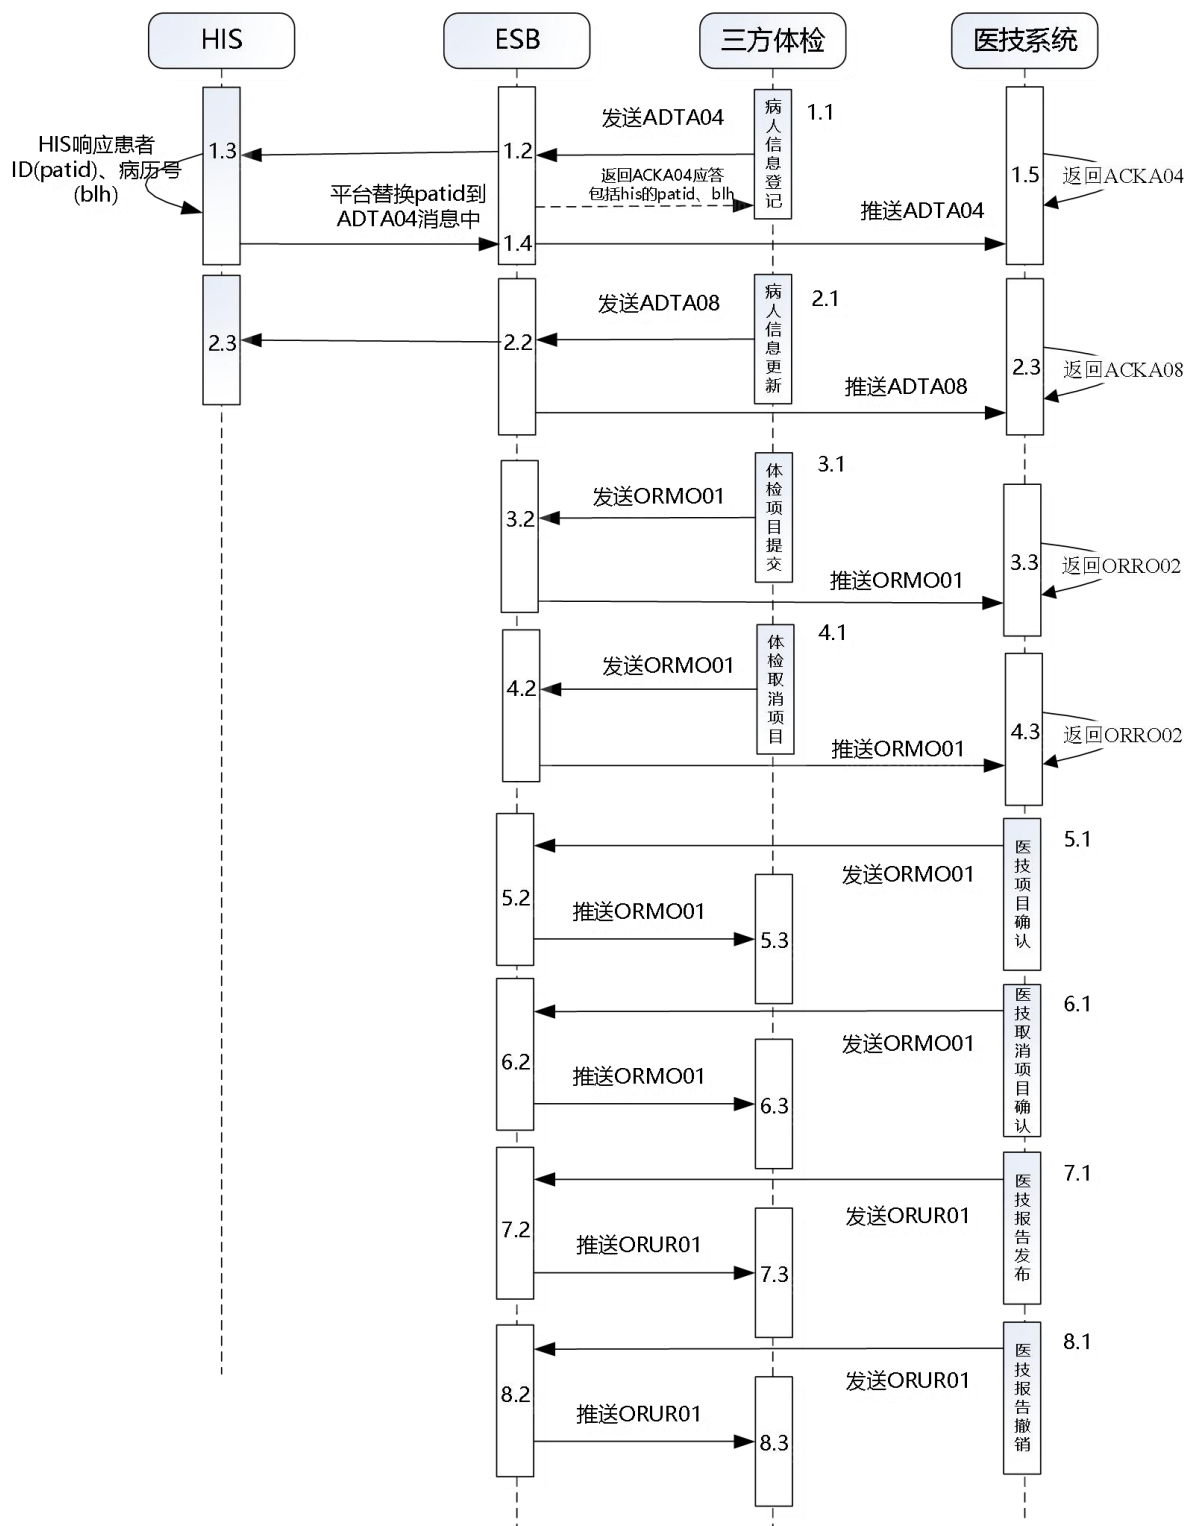 HIS
ESB
三方体检
医技系统
病人信息登记
1.1
发送ADTA04
1.2
1.3
HIS响应患者
ID(patid)、病历号
(blh)
返回ACKA04应答
包括his的patid、blh
平台替换patid到
ADTA04消息中
1.4
推送ADTA04
1.5
返回ACKA04
病人信息更新
2.1
发送ADTA08
2.2
2.3
推送ADTA08
2.3
返回ACKA08
体检项目提交
3.1
发送ORMO01
3.2
推送ORMO01
3.3
返回ORRO02
体检取消项目
4.1
发送ORMO01
4.2
推送ORMO01
4.3
返回ORRO02
医技项目确认
5.1
发送ORMO01
5.2
推送ORMO01
5.3
医技取消项目确认
6.1
发送ORMO01
6.2
推送ORMO01
6.3
医技报告发布
7.1
发送ORUR01
7.2
推送ORUR01
7.3
医技报告撤销
8.1
发送ORUR01
8.2
推送ORUR01
8.3